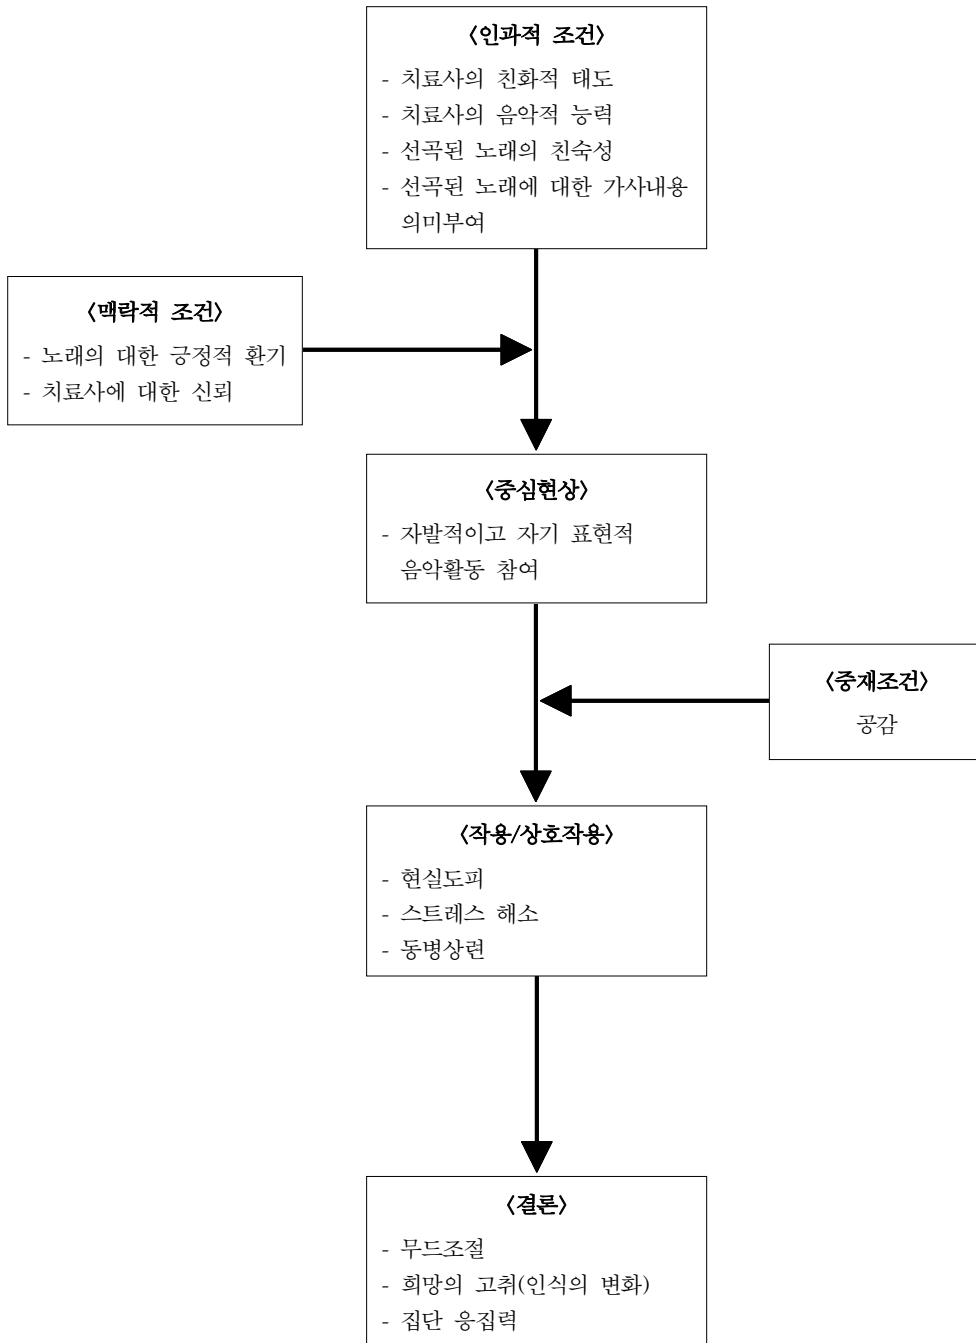 <인과적 조건>
- 치료사의 친화적 태도
- 치료사의 음악적 능력
- 선곡된 노래의 친숙성
- 선곡된 노래에 대한 가사내용
의미부여
<맥락적 조건>
- 노래의 대한 긍정적 환기
- 치료사에 대한 신뢰
<중심현상>
- 자발적이고 자기 표현적
음악활동 참여
<중재조건>
공감
<작용/상호작용>
- 현실도피
- 스트레스 해소
- 동병상련
<결론>
- 무드조절
- 희망의 고취(인식의 변화)
- 집단 응집력